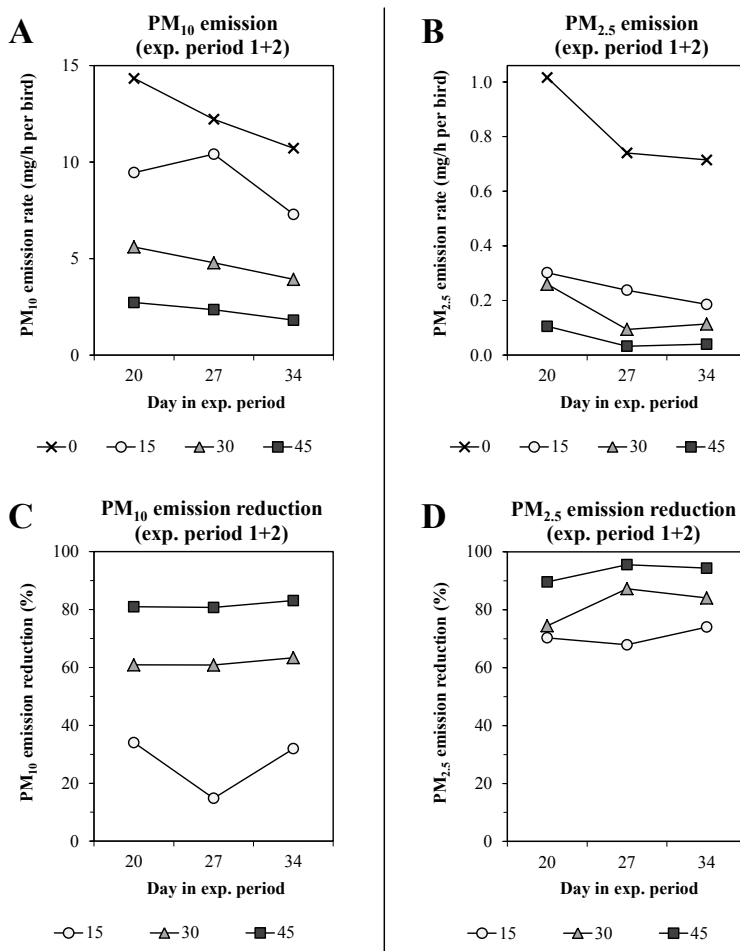 A
PM10 emission
(exp. period 1+2)
PM10 emission rate (mg/h per bird)
15
10
5
0
20 27 34
Day in exp. period
0 15 30 45
B
PM2.5 emission
(exp. period 1+2)
PM2.5 emission rate (mg/h per bird)
1.0
0.8
0.6
0.4
0.2
0.0
20 27 34
Day in exp. period
0 15 30 45
C
PM10 emission reduction
(exp. period 1+2)
PM10 emission reduction (%)
100
80
60
40
20
0
20 27 34
Day in exp. period
15 30 45
D
PM2.5 emission reduction
(exp. period 1+2)
PM2.5 emission reduction (%)
100
80
60
40
20
0
20 27 34
Day in exp. period
15 30 45